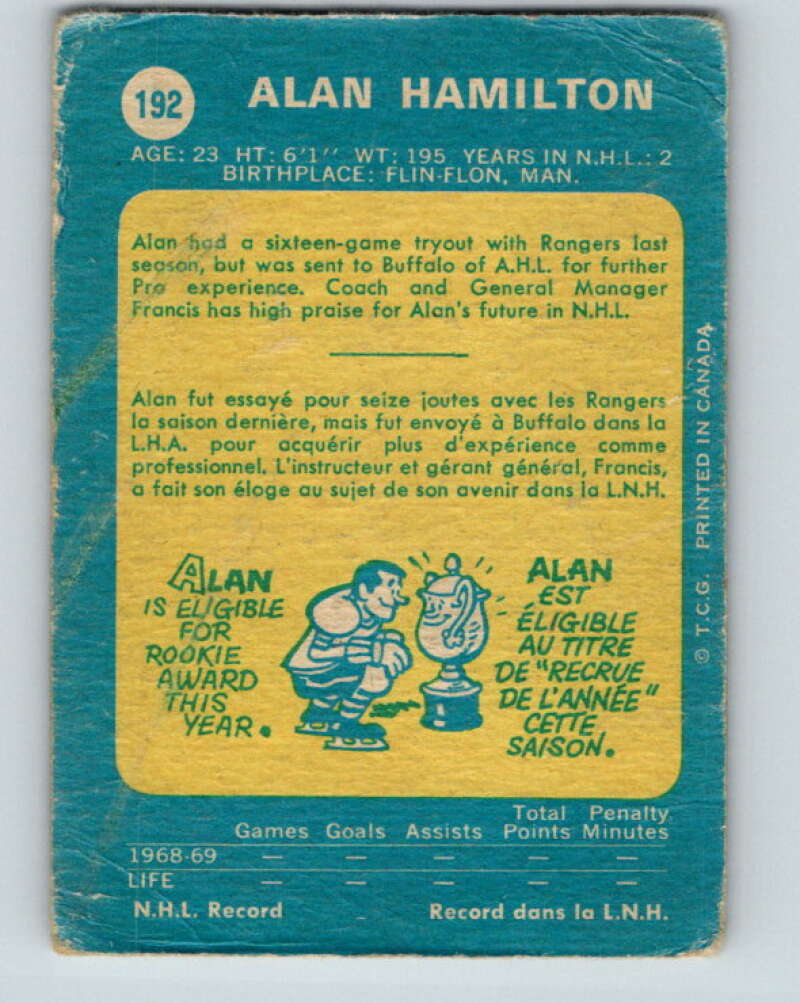 192
ALAN HAMILTON
AGE: 23 HT: 6'1'' WT: 195 YEARS IN N.H.L.: 2
BIRTHPLACE: FLIN-FLON, MAN.
Alan had a sixteen-game tryout with Rangers last
season, but was sent to Buffalo of A.H.L. for further
Pro experience. Coach and General Manager
Francis has high praise for Alan's future in N.H.L.
Alan fut essayé pour seize joutes avec les Rangers
la saison dernière, mais fut envoyé à Buffalo dans la
L.H.A. pour acquérir plus d'expérience comme
professionnel. L'instructeur et gérant général, Francis,
a fait son éloge au sujet de son avenir dans la L.N.H.
ALAN
IS ELIGIBLE
FOR
ROOKIE
AWARD
THIS
YEAR.
ALAN
EST
ÉLIGIBLE
AU TITRE
DE "RECRUE
DE L'ANNÉE"
CETTE
SAISON.
© T.C.G. PRINTED IN CANADA
Total Penalty
Games Goals Assists Points Minutes
1968-69 — — — — —
LIFE — — — — —
N.H.L. Record - Record dans la L.N.H.